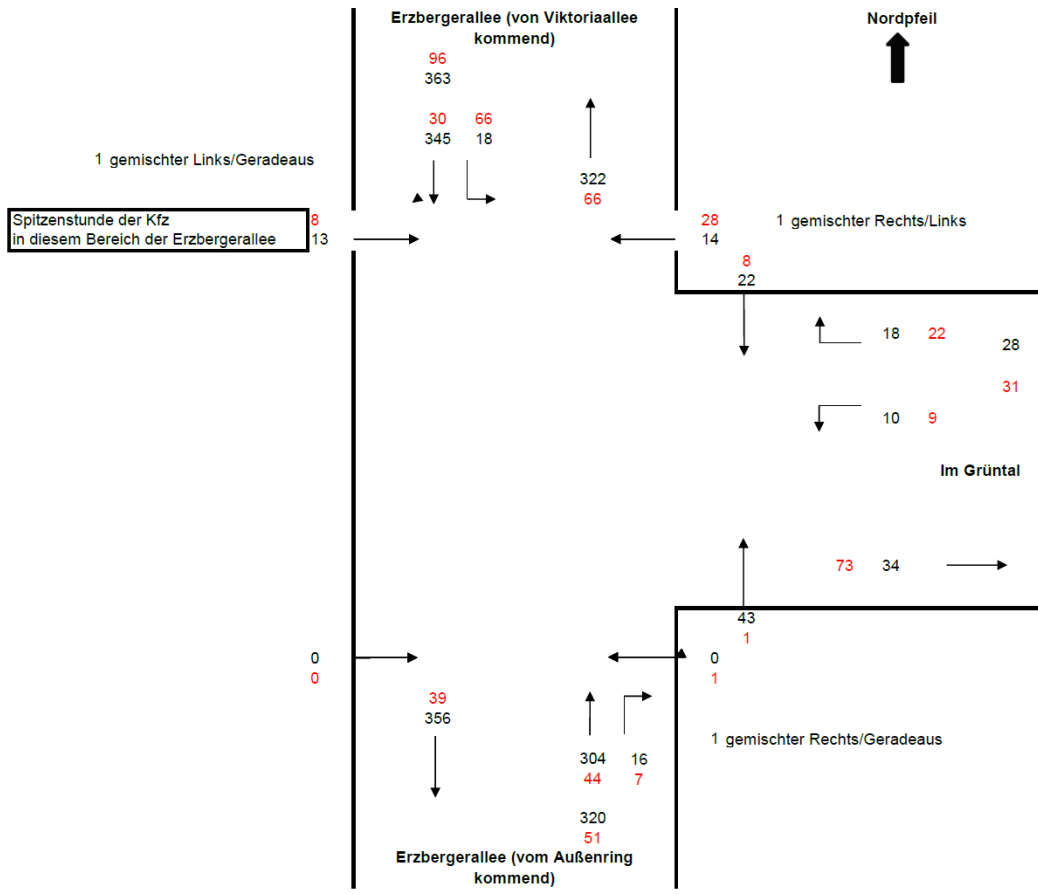 Erzbergerallee (von Viktoriaallee
kommend)
Nordpfeil
96
363
30 66
345 18
1 gemischter Links/Geradeaus
322
66
Spitzenstunde der Kfz
in diesem Bereich der Erzbergerallee
8
13
28
14
1 gemischter Rechts/Links
8
22
18 22
28
31
10 9
Im Grüntal
73 34
43
1
0
0
0
1
39
356
1 gemischter Rechts/Geradeaus
304 16
44 7
320
51
Erzbergerallee (vom Außenring
kommend)